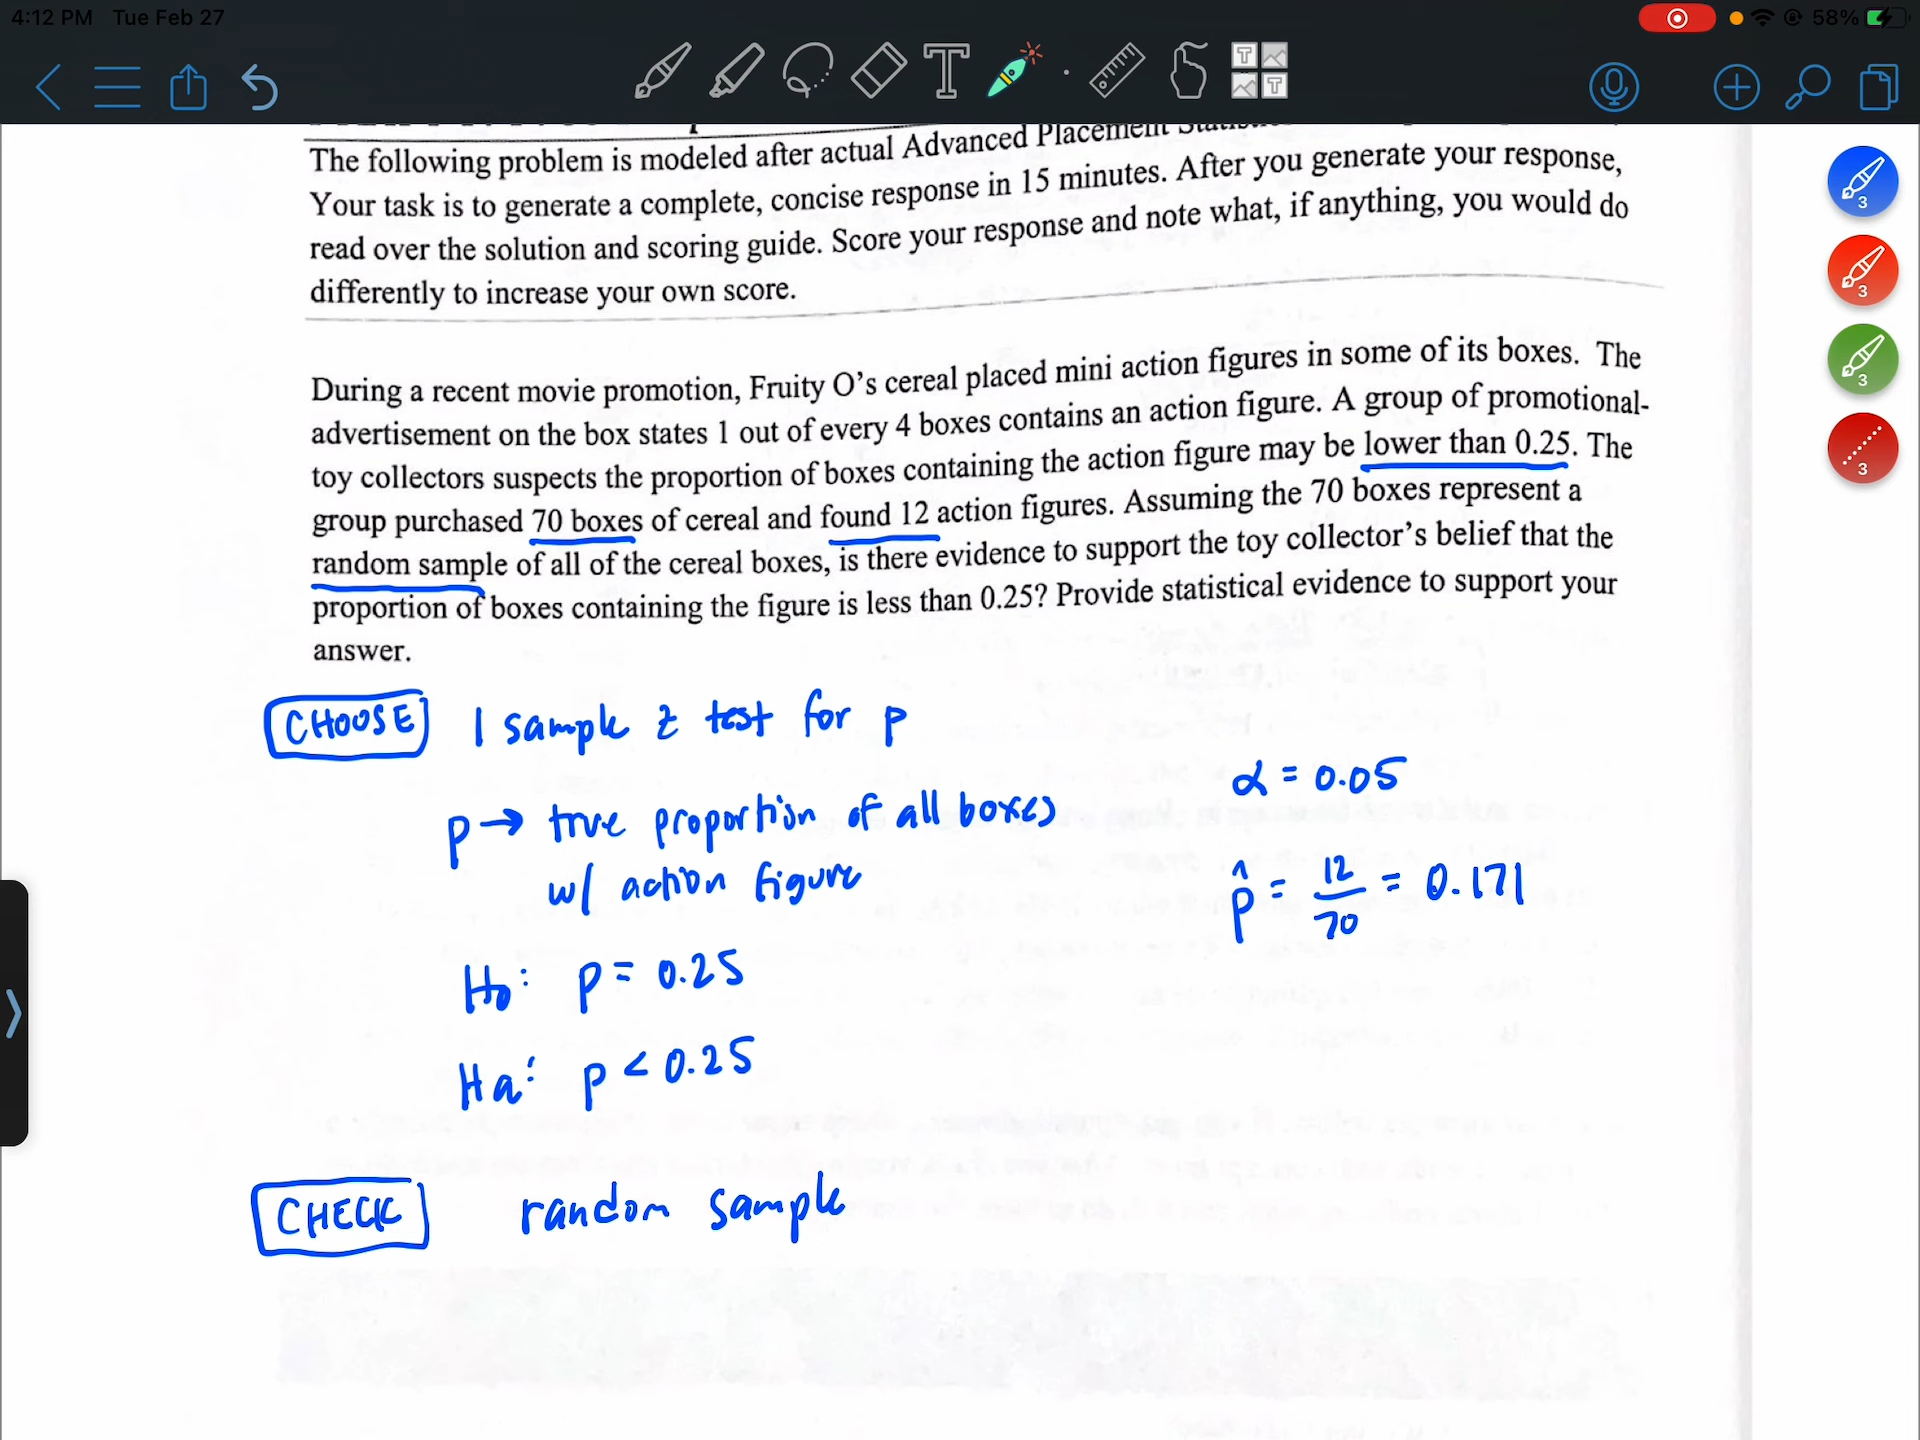 4:12 PM Tue Feb 27
58%
The following problem is modeled after actual Advanced Placement
Your task is to generate a complete, concise response in 15 minutes. After you generate your response,
read over the solution and scoring guide. Score your response and note what, if anything, you would do
differently to increase your own score.
During a recent movie promotion, Fruity O's cereal placed mini action figures in some of its boxes. The
advertisement on the box states 1 out of every 4 boxes contains an action figure. A group of promotional-
toy collectors suspects the proportion of boxes containing the action figure may be lower than 0.25. The
group purchased 70 boxes of cereal and found 12 action figures. Assuming the 70 boxes represent a
random sample of all of the cereal boxes, is there evidence to support the toy collector's belief that the
proportion of boxes containing the figure is less than 0.25? Provide statistical evidence to support your
answer.
CHOOSE 1 sample z test for p
α = 0.05
p → true proportion of all boxes
w/ action figure
p̂ = 12/70 = 0.171
Ho: p = 0.25
Ha: p < 0.25
CHECK random sample
3
3
3
3